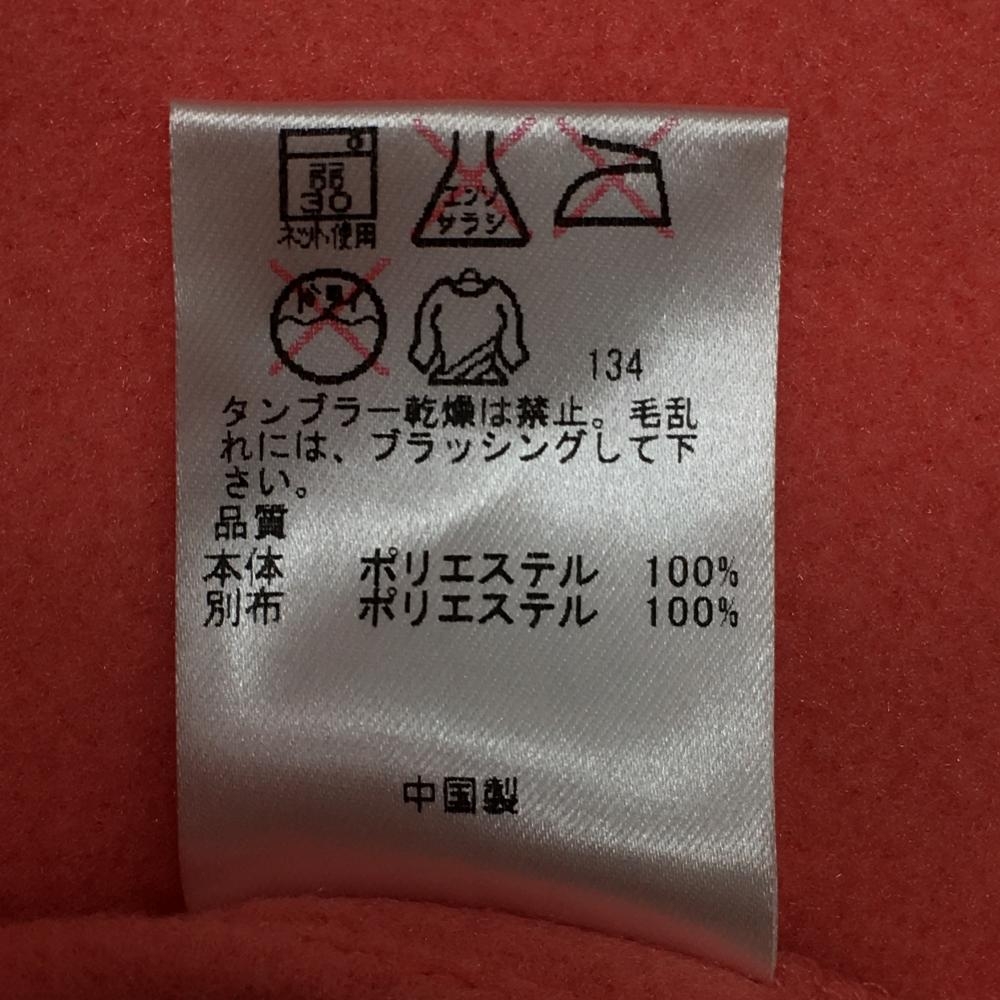 弱
30
ネット使用
エンソ
サラシ
ドライ
134
タンブラー乾燥は禁止。毛乱
れには、ブラッシングして下
さい。
品質
本体 ポリエステル 100%
別布 ポリエステル 100%
中国製